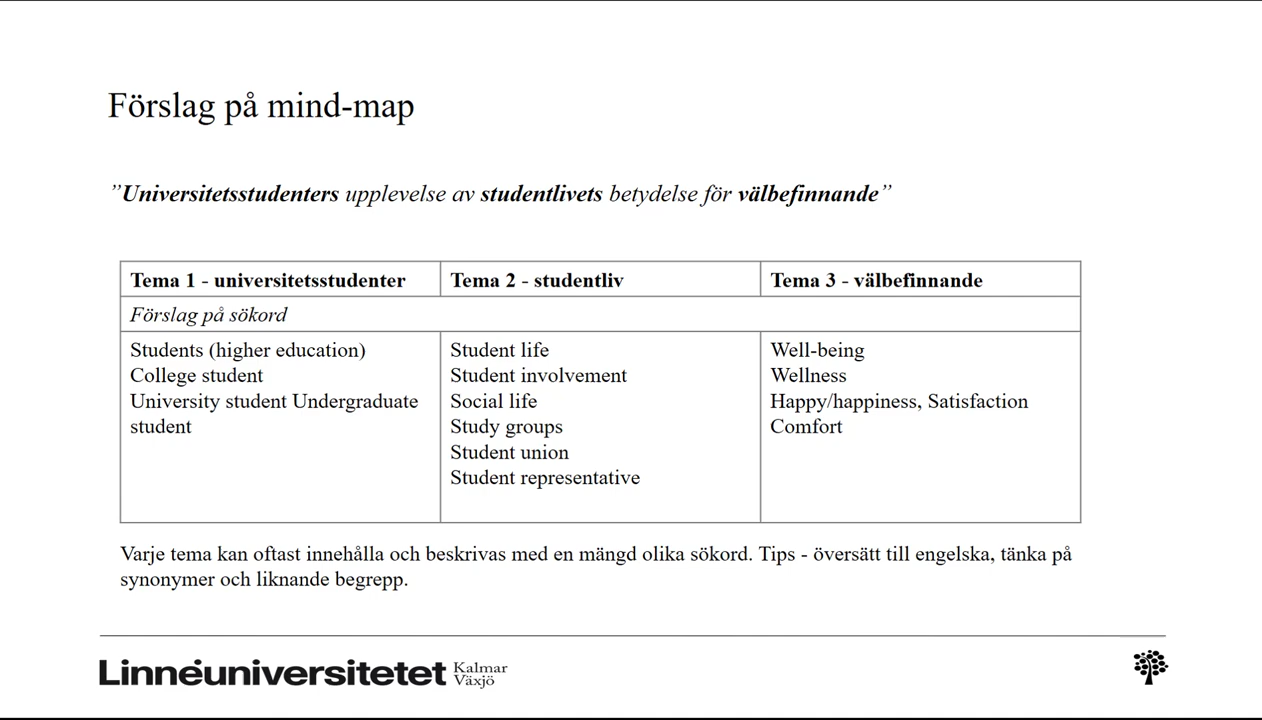 Förslag på mind-map
”Universitetsstudenters upplevelse av studentlivets betydelse för välbefinnande”
Tema 1 - universitetsstudenter
Tema 2 - studentliv
Tema 3 - välbefinnande
Förslag på sökord
Students (higher education)
College student
University student Undergraduate
student
Student life
Student involvement
Social life
Study groups
Student union
Student representative
Well-being
Wellness
Happy/happiness, Satisfaction
Comfort
Varje tema kan oftast innehålla och beskrivas med en mängd olika sökord. Tips - översätt till engelska, tänka på
synonymer och liknande begrepp.
Linnéuniversitetet
Kalmar
Växjö